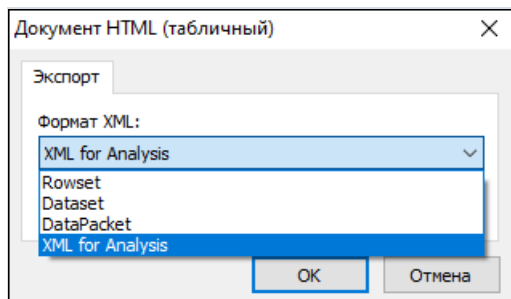 Документ HTML (табличный)
Экспорт
Формат XML:
XML for Analysis
Rowset
Dataset
DataPacket
XML for Analysis
OK
Отмена